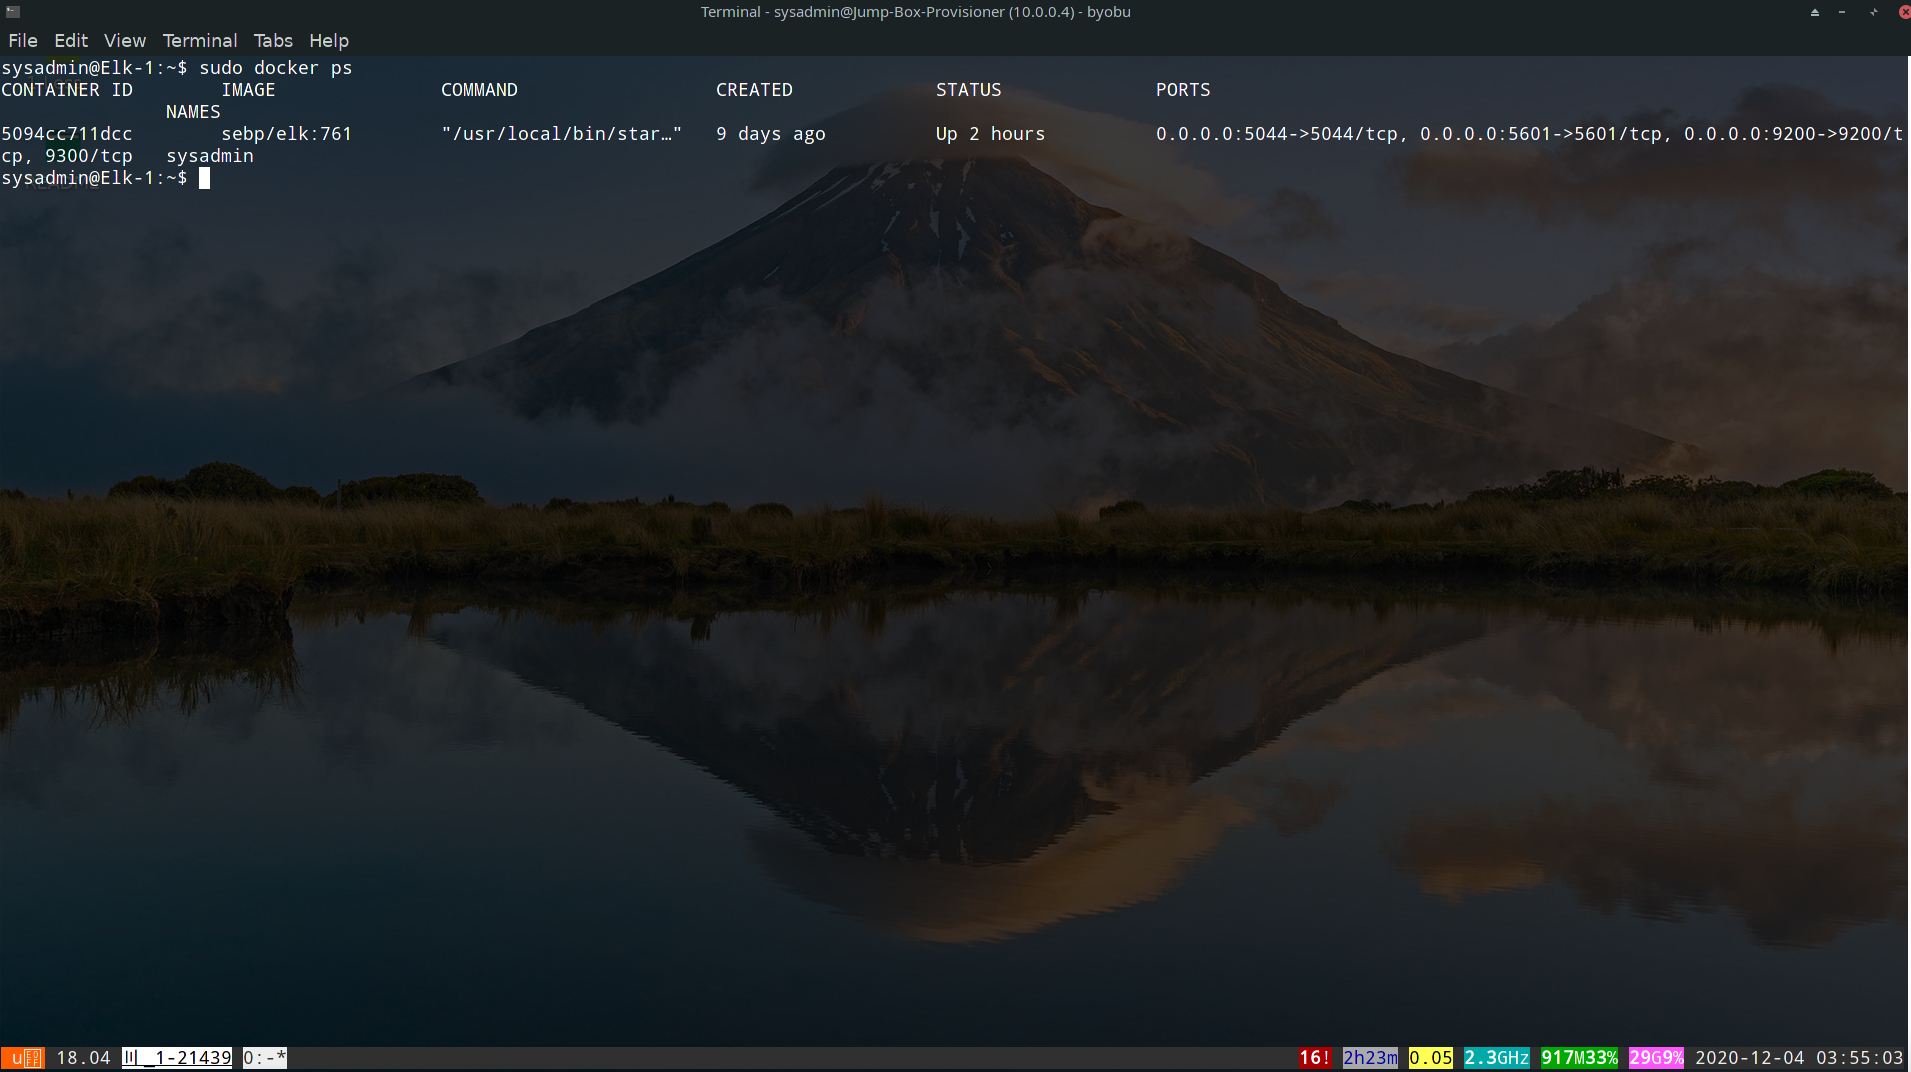 Terminal - sysadmin@Jump-Box-Provisioner (10.0.0.4) - byobu
File Edit View Terminal Tabs Help
sysadmin@Elk-1:~$ sudo docker ps
CONTAINER ID IMAGE COMMAND CREATED STATUS PORTS
NAMES
5094cc711dcc sebp/elk:761 "/usr/local/bin/star…" 9 days ago Up 2 hours 0.0.0.0:5044->5044/tcp, 0.0.0.0:5601->5601/tcp, 0.0.0.0:9200->9200/t
cp, 9300/tcp sysadmin
sysadmin@Elk-1:~$
u 18.04 _1-21439 0:-* 16! 2h23m 0.05 2.3GHz 917M33% 29G9% 2020-12-04 03:55:03